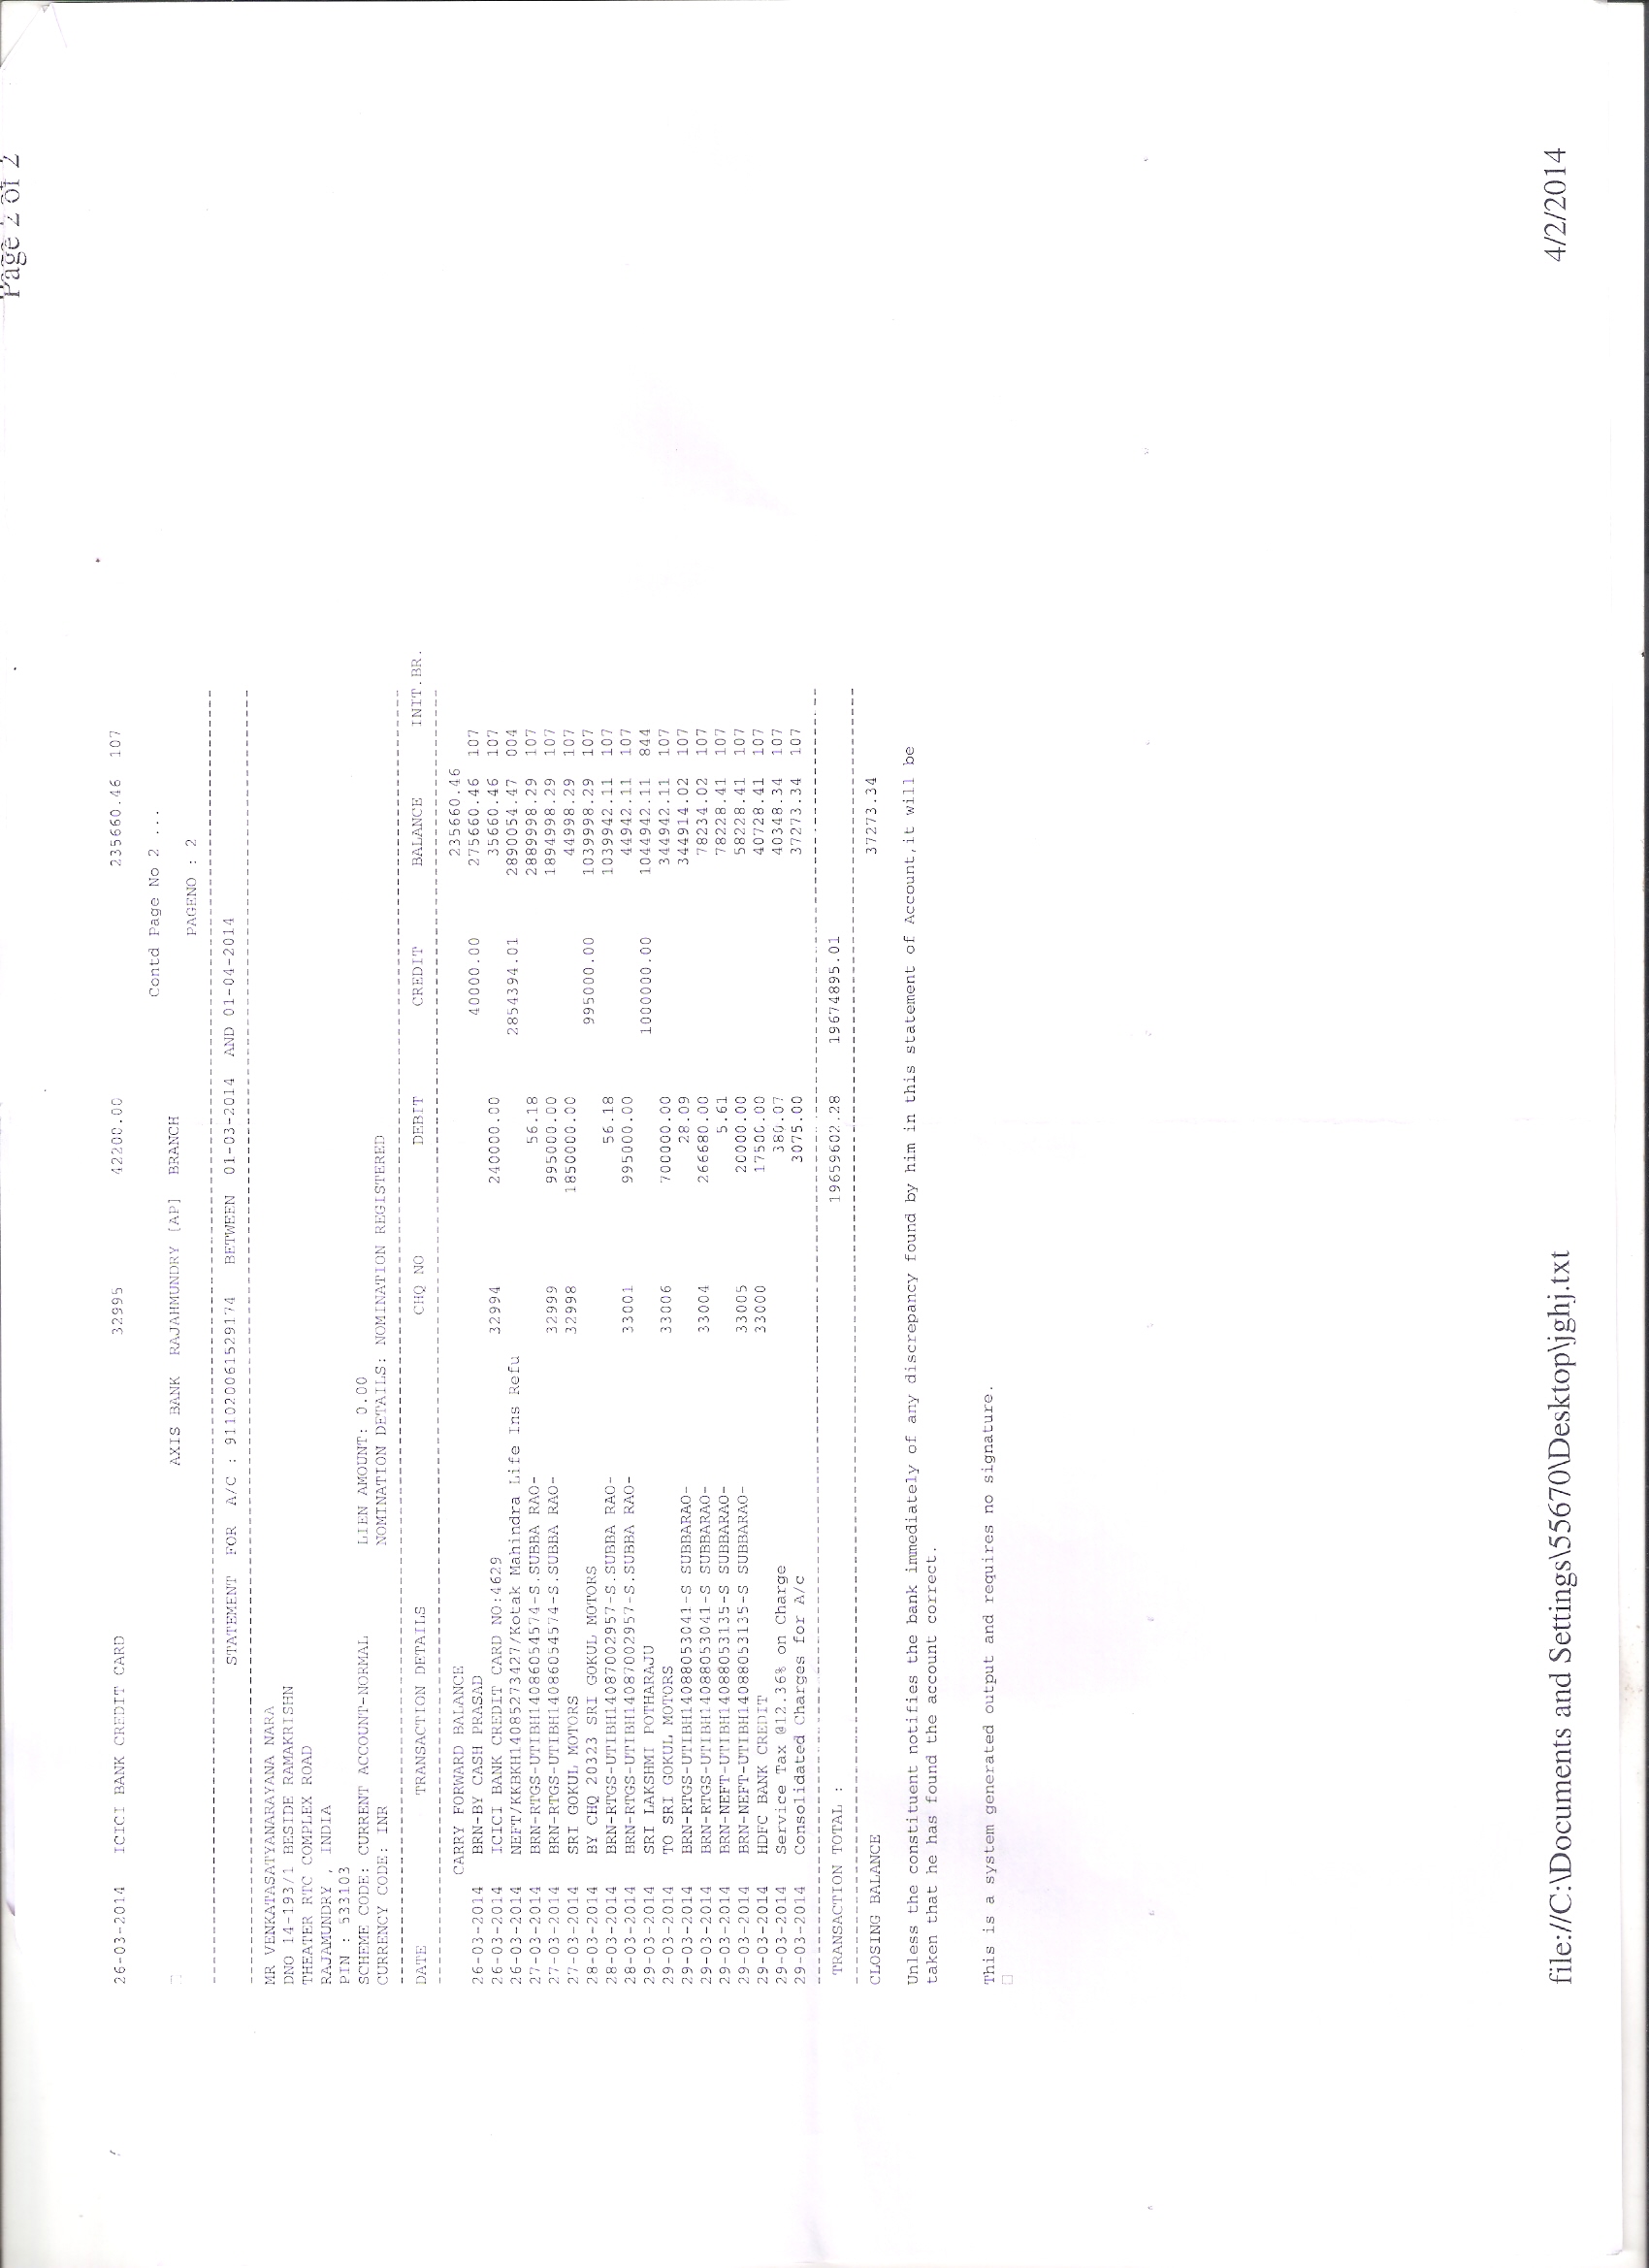 Page 2 of 2
26-03-2014 ICICI BANK CREDIT CARD 32995 42200.00 235660.46 107
Contd Page No 2 ...
AXIS BANK RAJAHMUNDRY [AP] BRANCH
PAGENO : 2
STATEMENT FOR A/C : 911020061529174 BETWEEN 01-03-2014 AND 01-04-2014
MR VENKATASATYANARAYANA NARA
DNO 14-193/1 BESIDE RAMAKRISHN
THEATER RTC COMPLEX ROAD
RAJAMUNDRY , INDIA
PIN : 533103
SCHEME CODE: CURRENT ACCOUNT-NORMAL LIEN AMOUNT: 0.00
CURRENCY CODE: INR NOMINATION DETAILS: NOMINATION REGISTERED
DATE TRANSACTION DETAILS CHQ NO DEBIT CREDIT BALANCE INIT.BR.
CARRY FORWARD BALANCE 235660.46
26-03-2014 BRN-BY CASH PRASAD 40000.00 275660.46 107
26-03-2014 ICICI BANK CREDIT CARD NO:4629 32994 240000.00 35660.46 107
26-03-2014 NEFT/KKBKH14085273427/Kotak Mahindra Life Ins Refu 2854394.01 2890054.47 004
27-03-2014 BRN-RTGS-UTIBH14086054574-S.SUBBA RAO- 56.18 2889998.29 107
27-03-2014 BRN-RTGS-UTIBH14086054574-S.SUBBA RAO- 32999 995000.00 1894998.29 107
27-03-2014 SRI GOKUL MOTORS 32998 1850000.00 44998.29 107
28-03-2014 BY CHQ 20323 SRI GOKUL MOTORS 995000.00 1039998.29 107
28-03-2014 BRN-RTGS-UTIBH14087002957-S.SUBBA RAO- 56.18 1039942.11 107
28-03-2014 BRN-RTGS-UTIBH14087002957-S.SUBBA RAO- 33001 995000.00 44942.11 107
29-03-2014 SRI LAKSHMI POTHARAJU 1000000.00 1044942.11 844
29-03-2014 TO SRI GOKUL MOTORS 33006 700000.00 344942.11 107
29-03-2014 BRN-RTGS-UTIBH14088053041-S SUBBARAO- 28.09 344914.02 107
29-03-2014 BRN-RTGS-UTIBH14088053041-S SUBBARAO- 33004 266680.00 78234.02 107
29-03-2014 BRN-NEFT-UTIBH14088053135-S SUBBARAO- 5.61 78228.41 107
29-03-2014 BRN-NEFT-UTIBH14088053135-S SUBBARAO- 33005 20000.00 58228.41 107
29-03-2014 HDFC BANK CREDIT 33000 17500.00 40728.41 107
29-03-2014 Service Tax @12.36% on Charge 380.07 40348.34 107
29-03-2014 Consolidated Charges for A/c 3075.00 37273.34 107
TRANSACTION TOTAL : 19659602.28 19674895.01
CLOSING BALANCE 37273.34
Unless the constituent notifies the bank immediately of any discrepancy found by him in this statement of Account,it will be
taken that he has found the account correct.
This is a system generated output and requires no signature.
file://C:\Documents and Settings\55670\Desktop\jghj.txt 4/2/2014